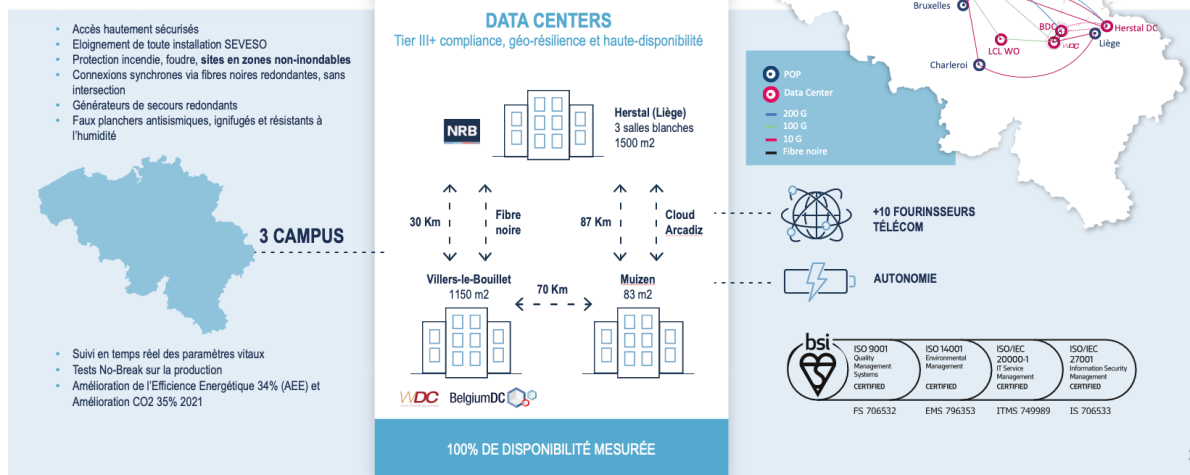 • Accès hautement sécurisés
• Eloignement de toute installation SEVESO
• Protection incendie, foudre, sites en zones non-inondables
• Connexions synchrones via fibres noires redondantes, sans
intersection
• Générateurs de secours redondants
• Faux planchers antisismiques, ignifugés et résistants à
l'humidité
3 CAMPUS
• Suivi en temps réel des paramètres vitaux
• Tests No-Break sur la production
• Amélioration de l'Efficience Energétique 34% (AEE) et
Amélioration CO2 35% 2021
DATA CENTERS
Tier III+ compliance, géo-résilience et haute-disponibilité
NRB
Herstal (Liège)
3 salles blanches
1500 m2
30 Km
Fibre
noire
87 Km
Cloud
Arcadiz
Villers-le-Bouillet
1150 m2
70 Km
Muizen
83 m2
WDC
BelgiumDC
100% DE DISPONIBILITÉ MESURÉE
Bruxelles
BDC
Herstal DC
LCL WO
WDC
Liège
Charleroi
POP
Data Center
200 G
100 G
10 G
Fibre noire
+10 FOURINSSEURS
TÉLÉCOM
AUTONOMIE
bsi
ISO 9001
Quality
Management
Systems
CERTIFIED
ISO 14001
Environmental
Management
CERTIFIED
ISO/IEC
20000-1
IT Service
Management
CERTIFIED
ISO/IEC
27001
Information Security
Management
CERTIFIED
FS 706532
EMS 796353
ITMS 749989
IS 706533